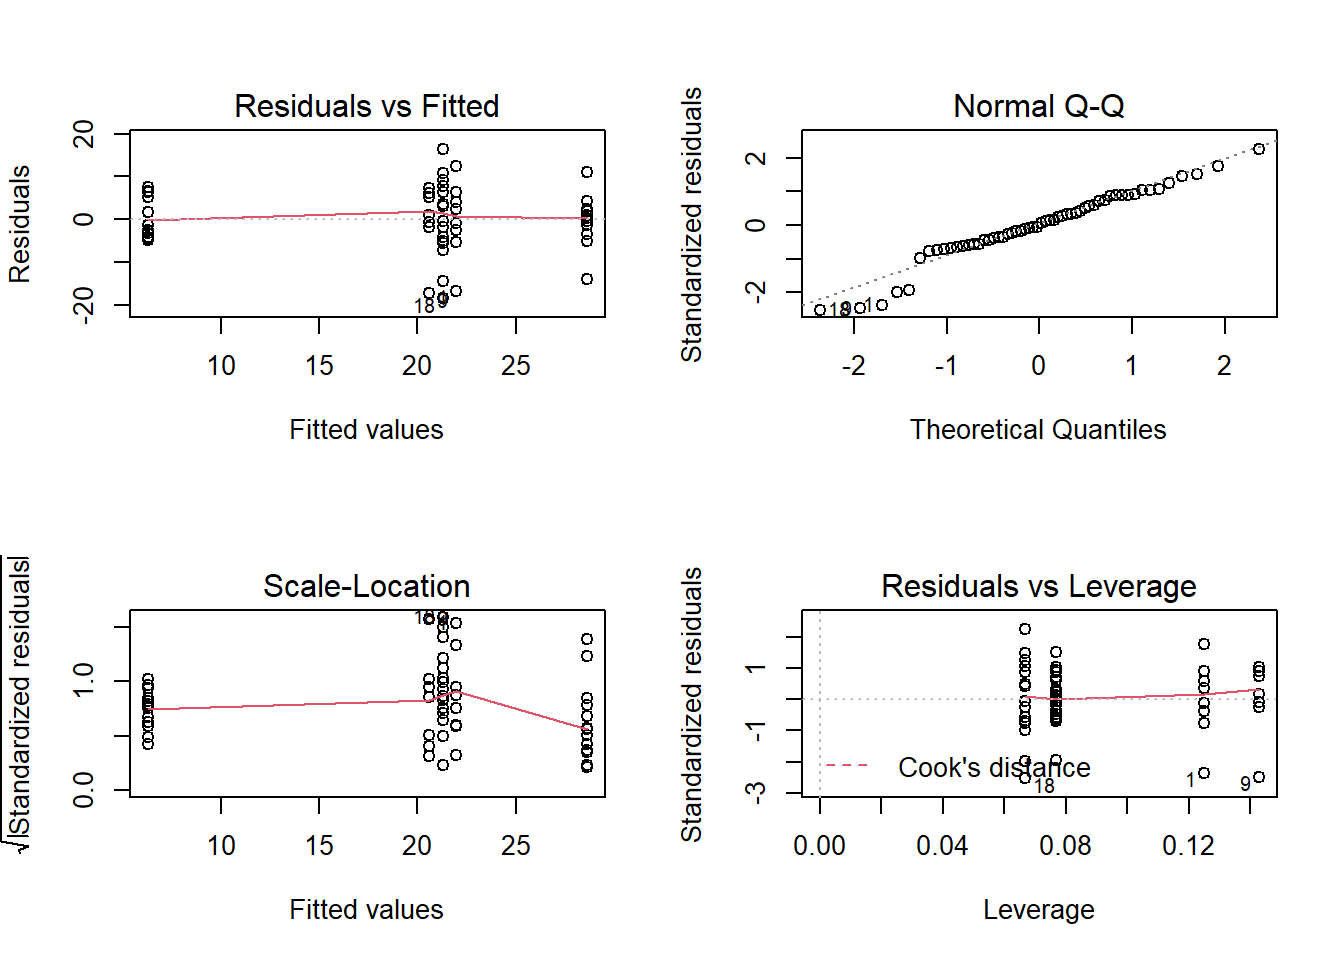 Residuals vs Fitted
Residuals
20
0
-20
18
9
10
15
20
25
Fitted values
Normal Q-Q
Standardized residuals
2
0
-2
18
9
1
-2
-1
0
1
2
Theoretical Quantiles
Scale-Location
√|Standardized residuals|
1.0
0.0
10
15
20
25
Fitted values
Residuals vs Leverage
Standardized residuals
1
-1
-3
Cook's distance
18
1
9
0.00
0.04
0.08
0.12
Leverage